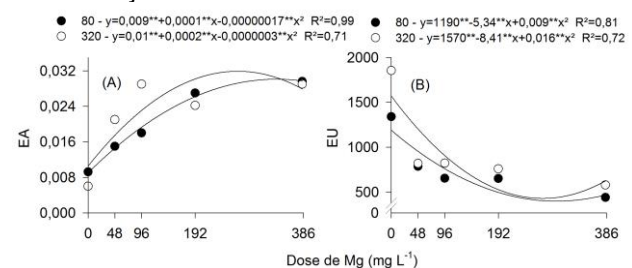 80 - y=0,009**+0,0001**x-0,00000017**x² R²=0,99
320 - y=0,01**+0,0002**x-0,0000003**x² R²=0,71
80 - y=1190**-5,34**x+0,009**x² R²=0,81
320 - y=1570**-8,41**x+0,016**x² R²=0,72
(A)
EA
0,032
0,024
0,016
0,008
0,000
0 48 96 192 386
(B)
EU
2000
1500
1000
500
0
0 48 96 192 386
Dose de Mg (mg L⁻¹)